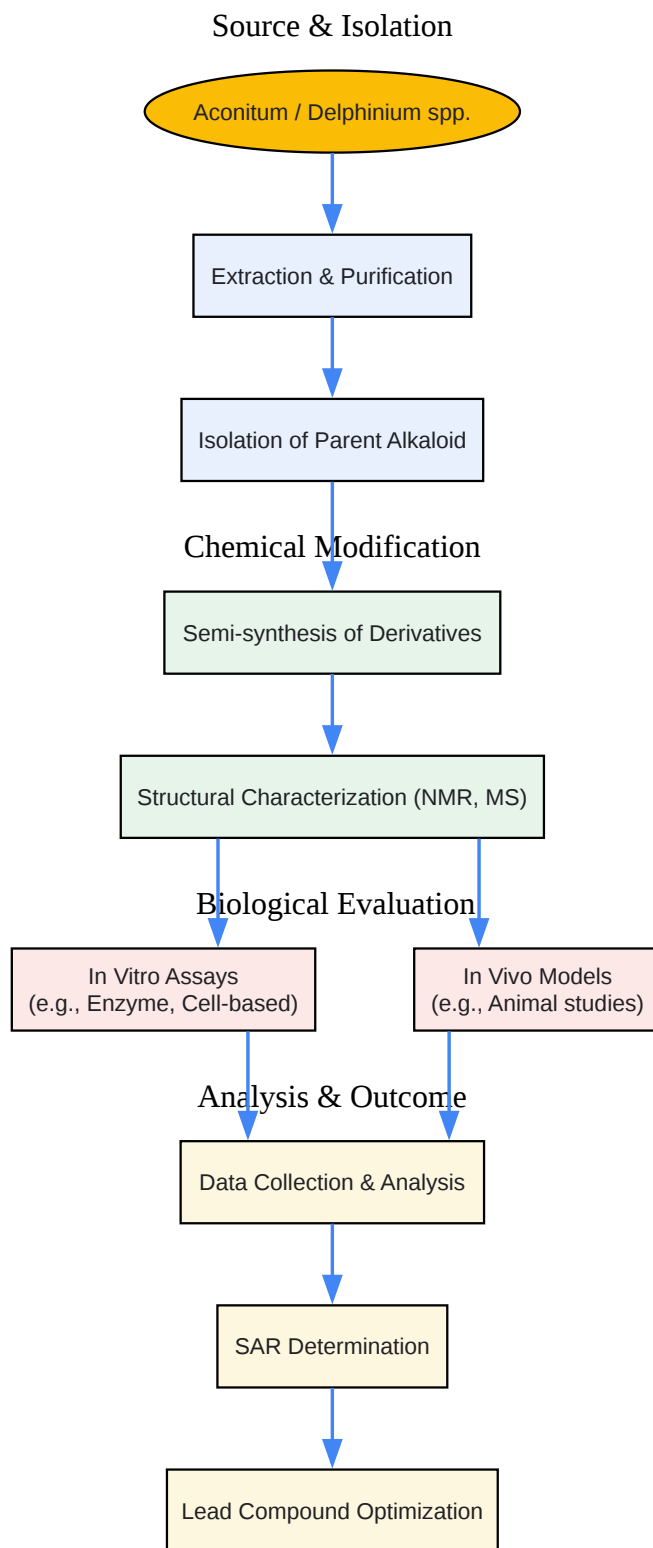 Source & Isolation
Aconitum / Delphinium spp.
Extraction & Purification
Isolation of Parent Alkaloid
Chemical Modification
Semi-synthesis of Derivatives
Structural Characterization (NMR, MS)
Biological Evaluation
In Vitro Assays
(e.g., Enzyme, Cell-based)
In Vivo Models
(e.g., Animal studies)
Analysis & Outcome
Data Collection & Analysis
SAR Determination
Lead Compound Optimization